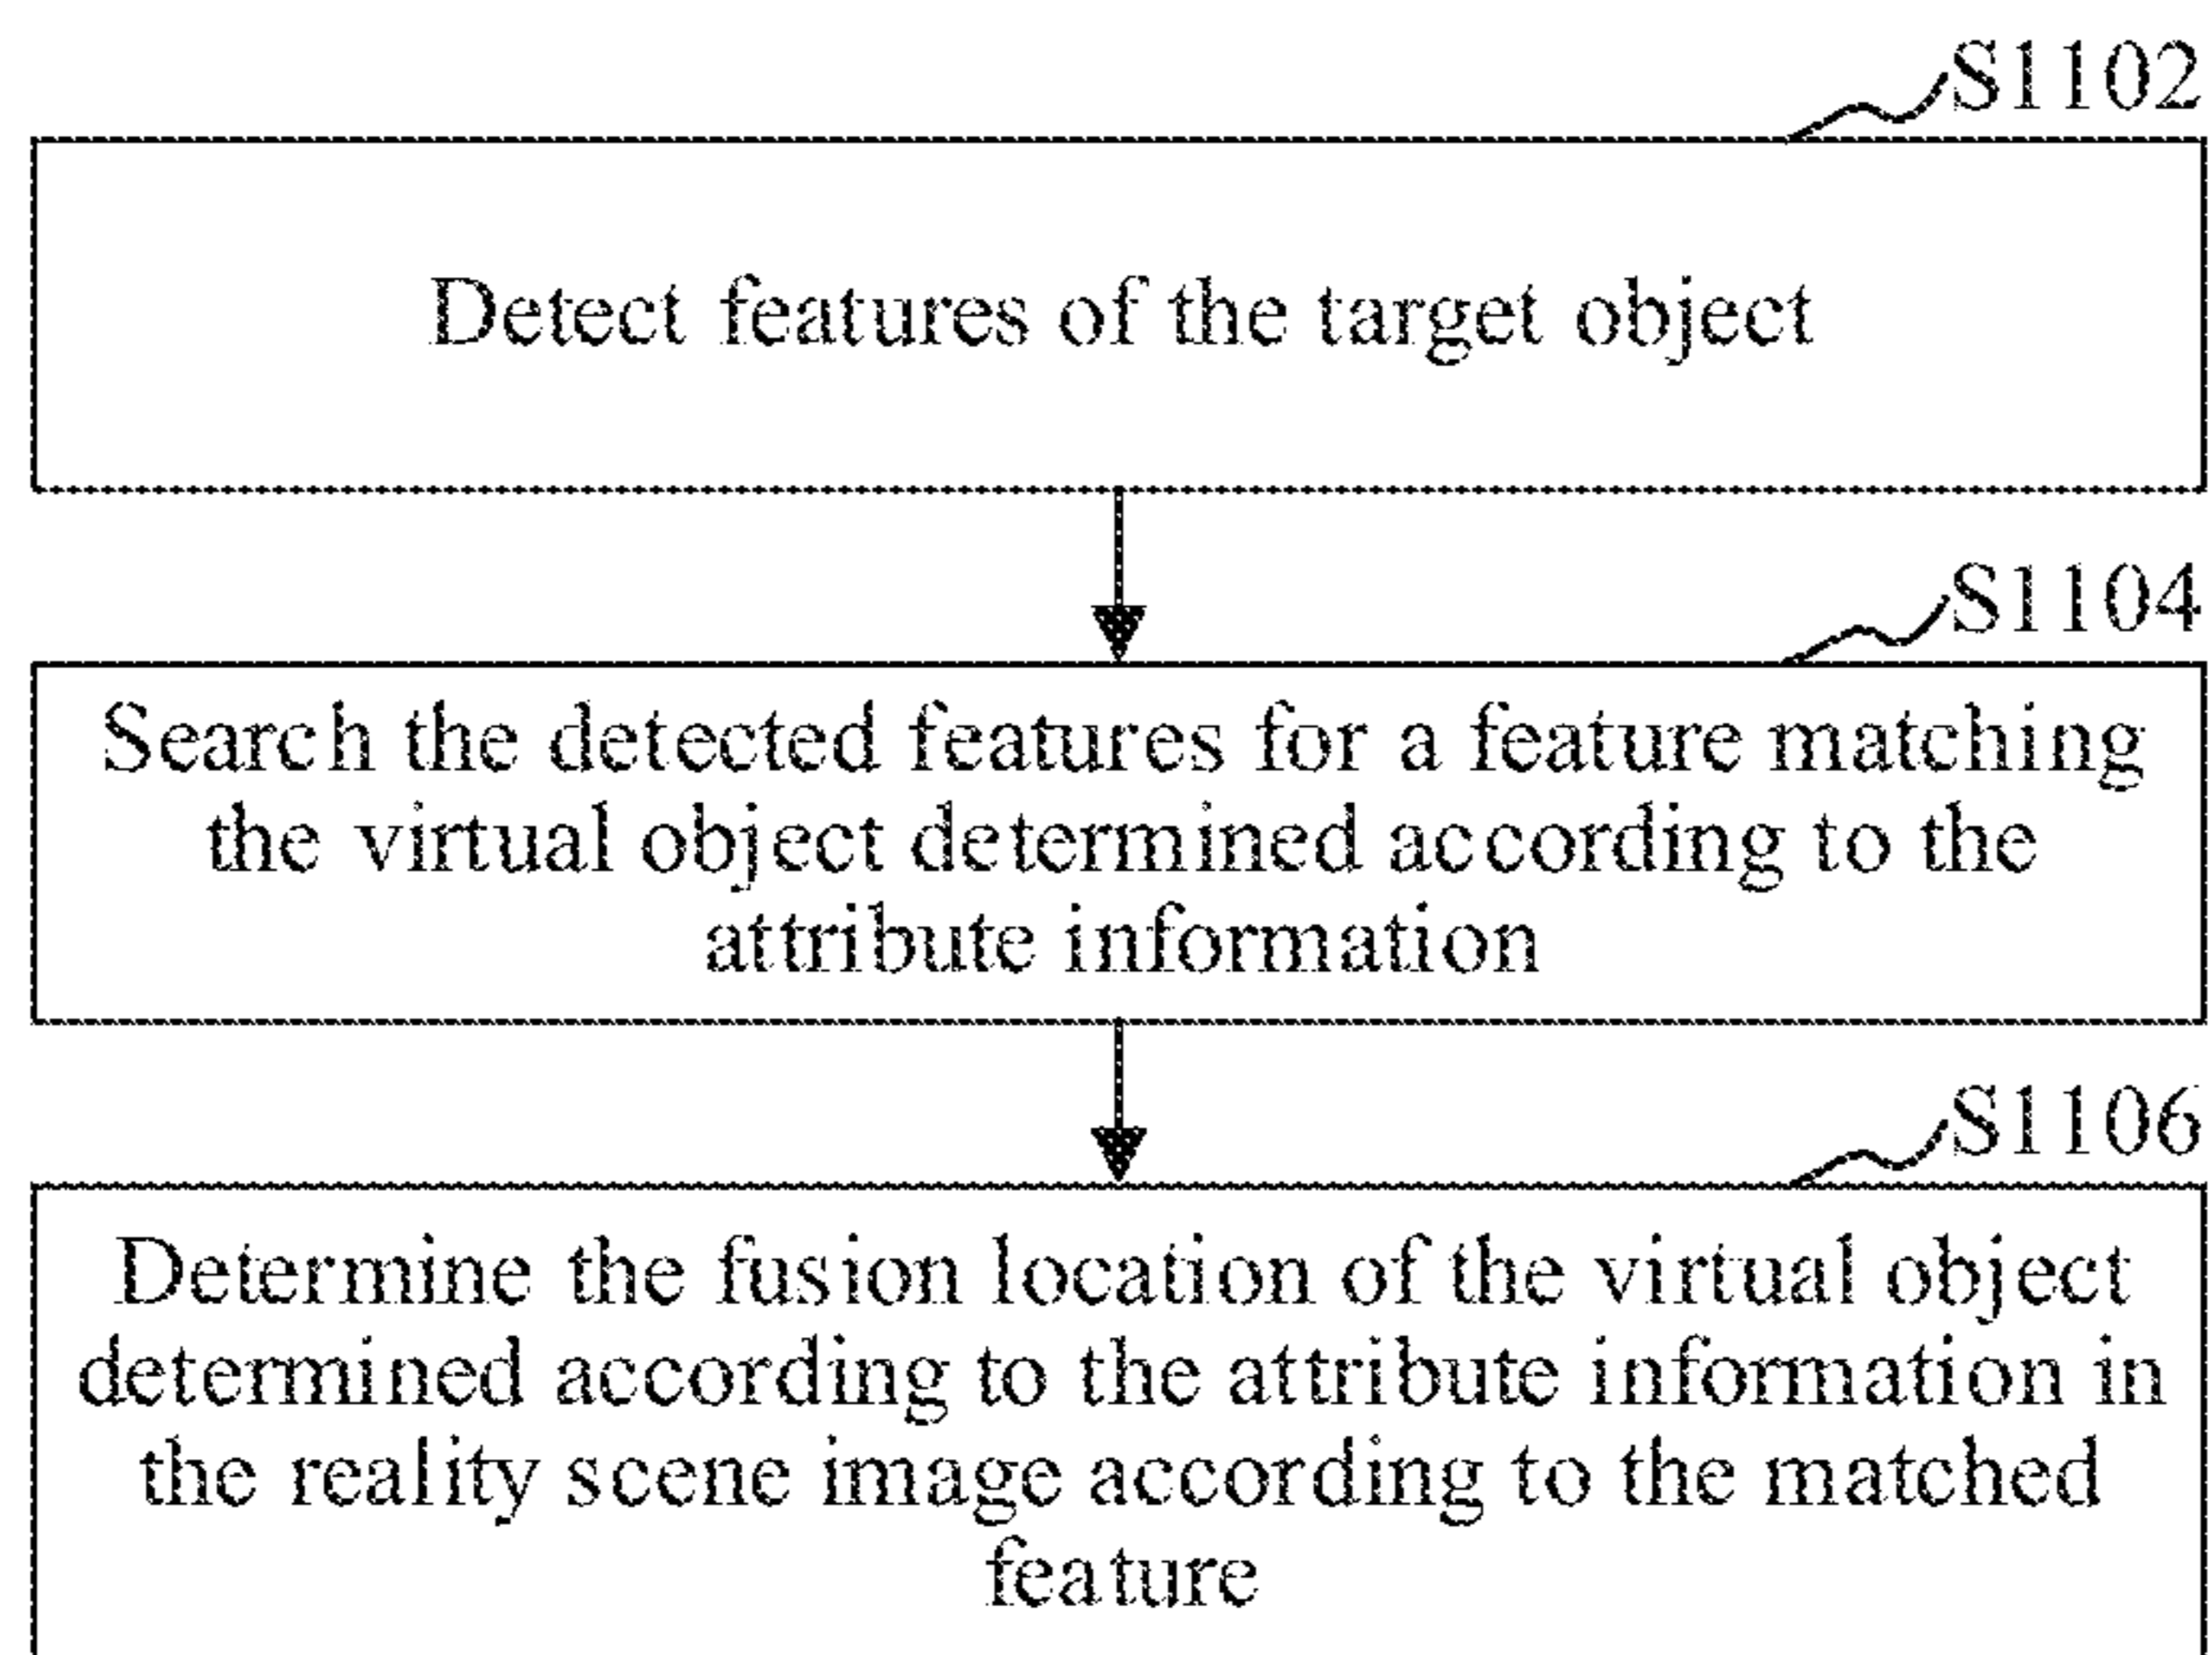 S1102
Detect features of the target object
S1104
Search the detected features for a feature matching
the virtual object determined according to the
attribute information
S1106
Determine the fusion location of the virtual object
determined according to the attribute information in
the reality scene image according to the matched
feature